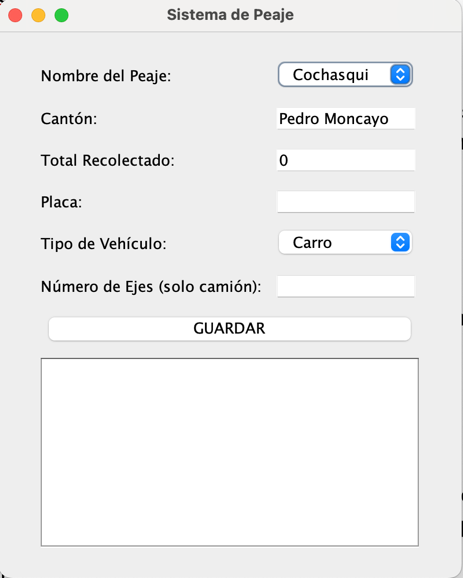 Sistema de Peaje
Nombre del Peaje: Cochasqui
Cantón: Pedro Moncayo
Total Recolectado: 0
Placa:
Tipo de Vehículo: Carro
Número de Ejes (solo camión):
GUARDAR